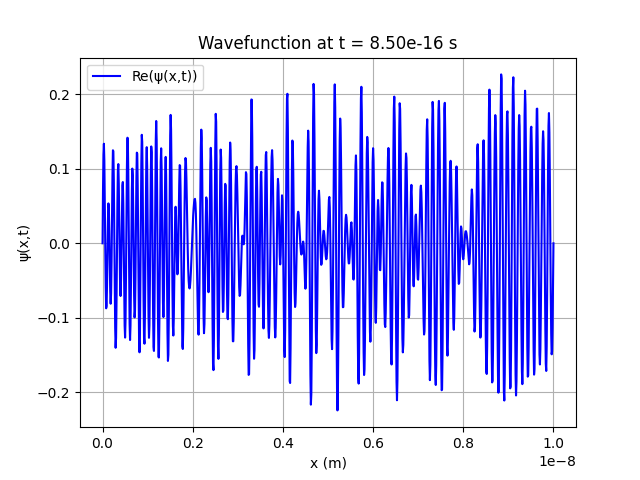 Wavefunction at t = 8.50e-16 s
Re(ψ(x,t))
ψ(x,t)
0.2
0.1
0.0
−0.1
−0.2
0.0 0.2 0.4 0.6 0.8 1.0
1e−8
x (m)